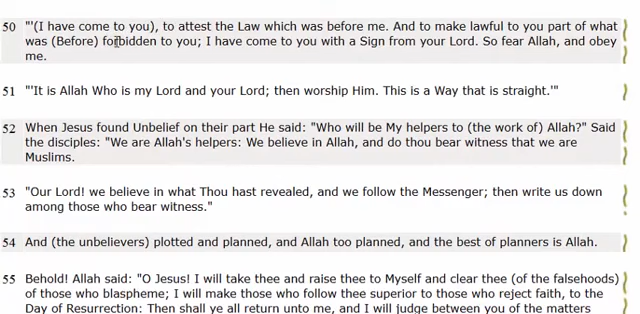 50 "'(I have come to you), to attest the Law which was before me. And to make lawful to you part of what
was (Before) forbidden to you; I have come to you with a Sign from your Lord. So fear Allah, and obey
me.
51 "'It is Allah Who is my Lord and your Lord; then worship Him. This is a Way that is straight.'"
52 When Jesus found Unbelief on their part He said: "Who will be My helpers to (the work of) Allah?" Said
the disciples: "We are Allah's helpers: We believe in Allah, and do thou bear witness that we are
Muslims.
53 "Our Lord! we believe in what Thou hast revealed, and we follow the Messenger; then write us down
among those who bear witness."
54 And (the unbelievers) plotted and planned, and Allah too planned, and the best of planners is Allah.
55 Behold! Allah said: "O Jesus! I will take thee and raise thee to Myself and clear thee (of the falsehoods)
of those who blaspheme; I will make those who follow thee superior to those who reject faith, to the
Day of Resurrection: Then shall ye all return unto me, and I will judge between you of the matters